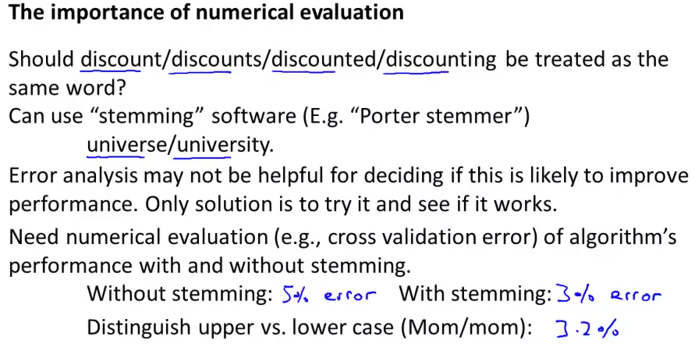 The importance of numerical evaluation
Should discount/discounts/discounted/discounting be treated as the
same word?
Can use “stemming” software (E.g. “Porter stemmer”)
universe/university.
Error analysis may not be helpful for deciding if this is likely to improve
performance. Only solution is to try it and see if it works.
Need numerical evaluation (e.g., cross validation error) of algorithm’s
performance with and without stemming.
Without stemming: 5% error With stemming: 3% error
Distinguish upper vs. lower case (Mom/mom): 3.2%